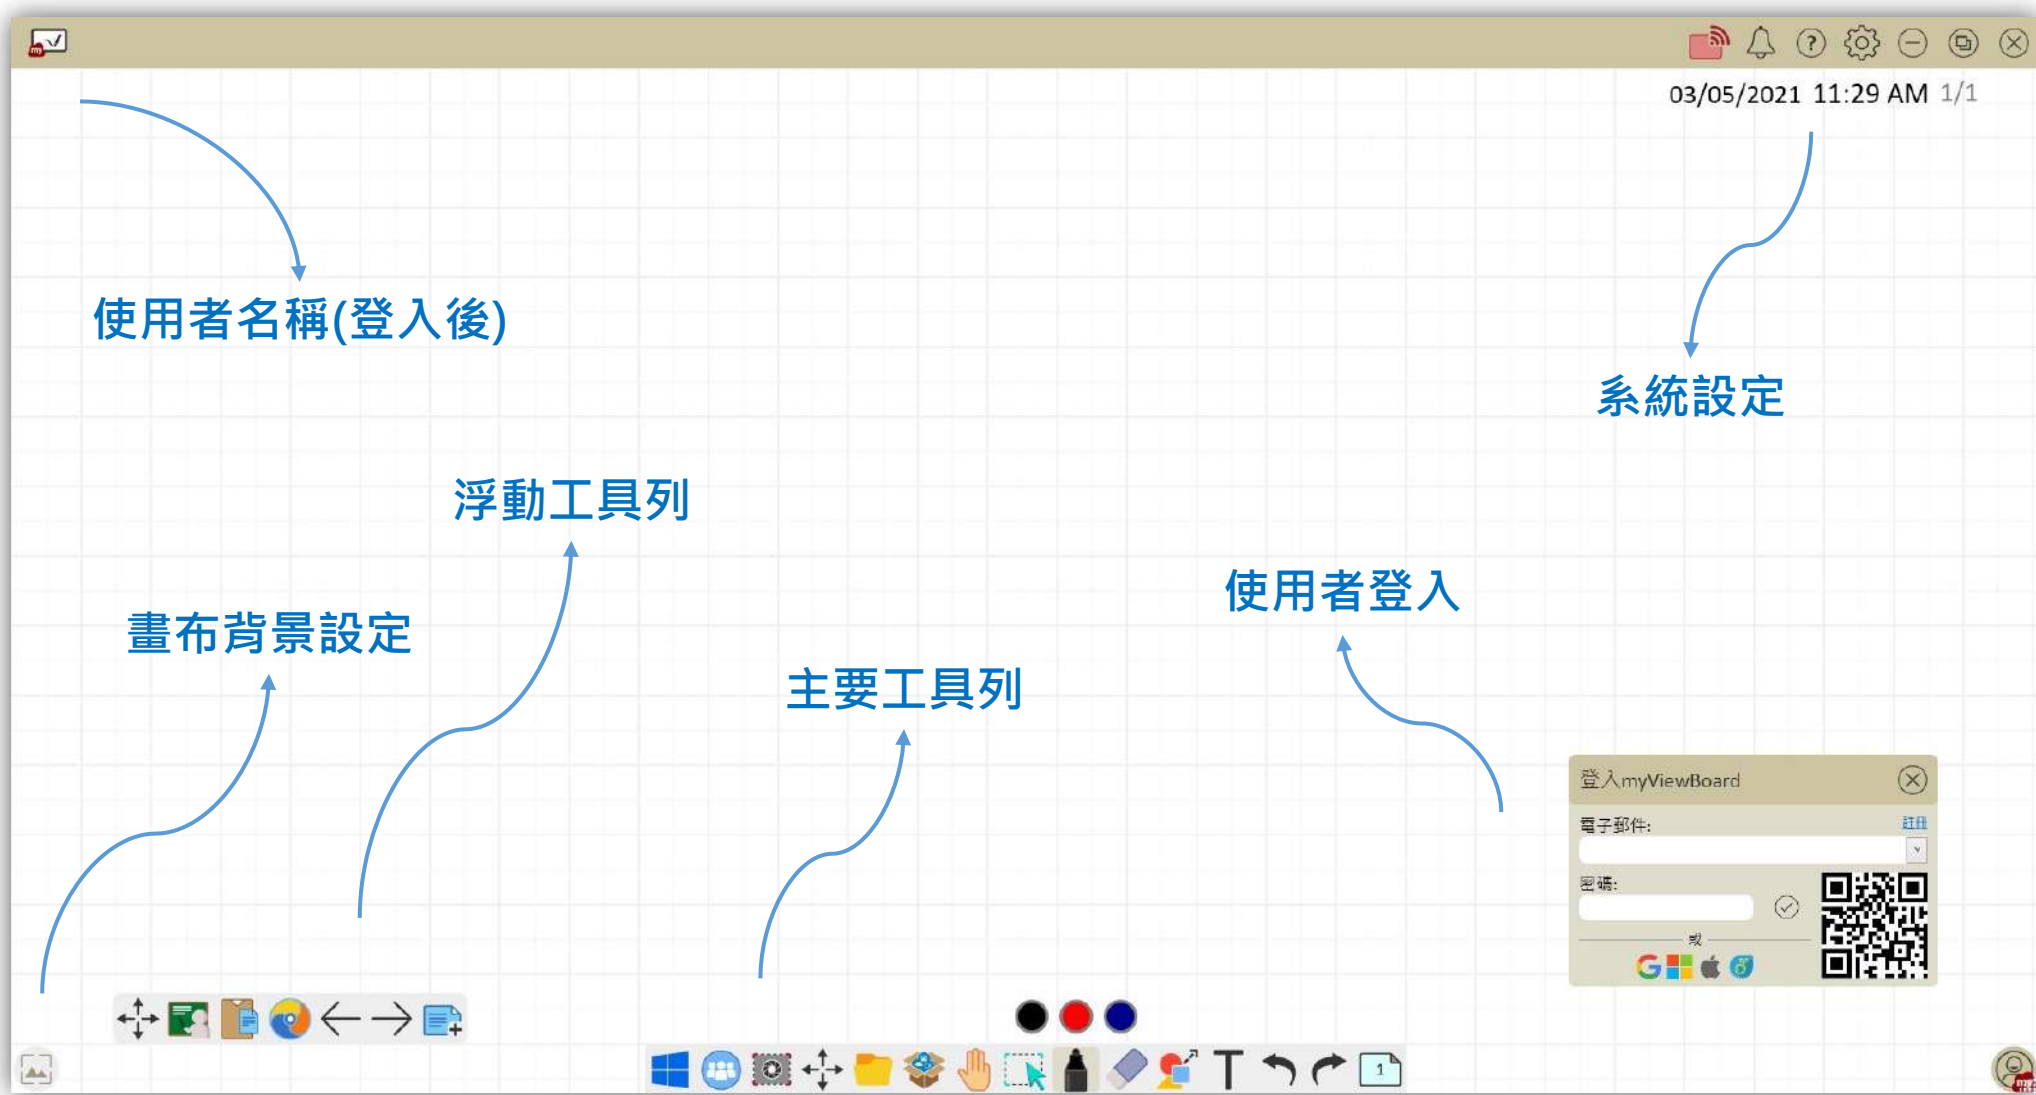 my
03/05/2021 11:29 AM 1/1
使用者名稱(登入後)
系統設定
浮動工具列
使用者登入
畫布背景設定
主要工具列
登入myViewBoard
電子郵件:
註冊
密碼:
或
T
1
my